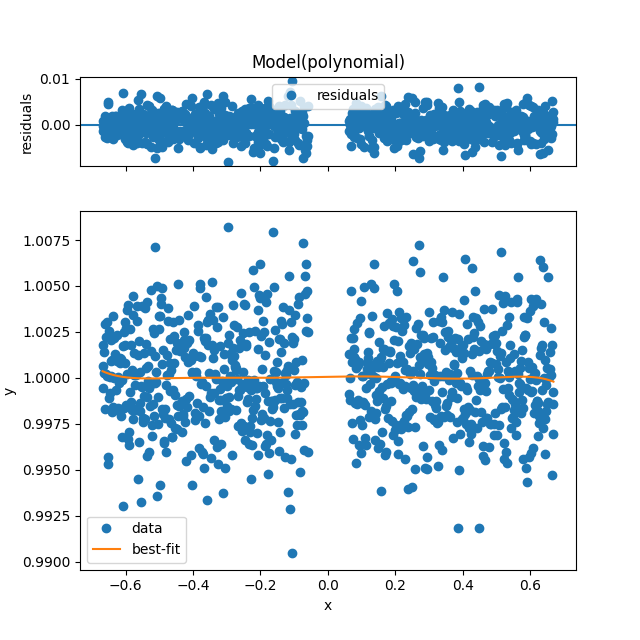 Model(polynomial)
0.01
0.00
residuals
residuals
1.0075
1.0050
1.0025
1.0000
0.9975
0.9950
0.9925
0.9900
y
data
best-fit
−0.6 −0.4 −0.2 0.0 0.2 0.4 0.6
x